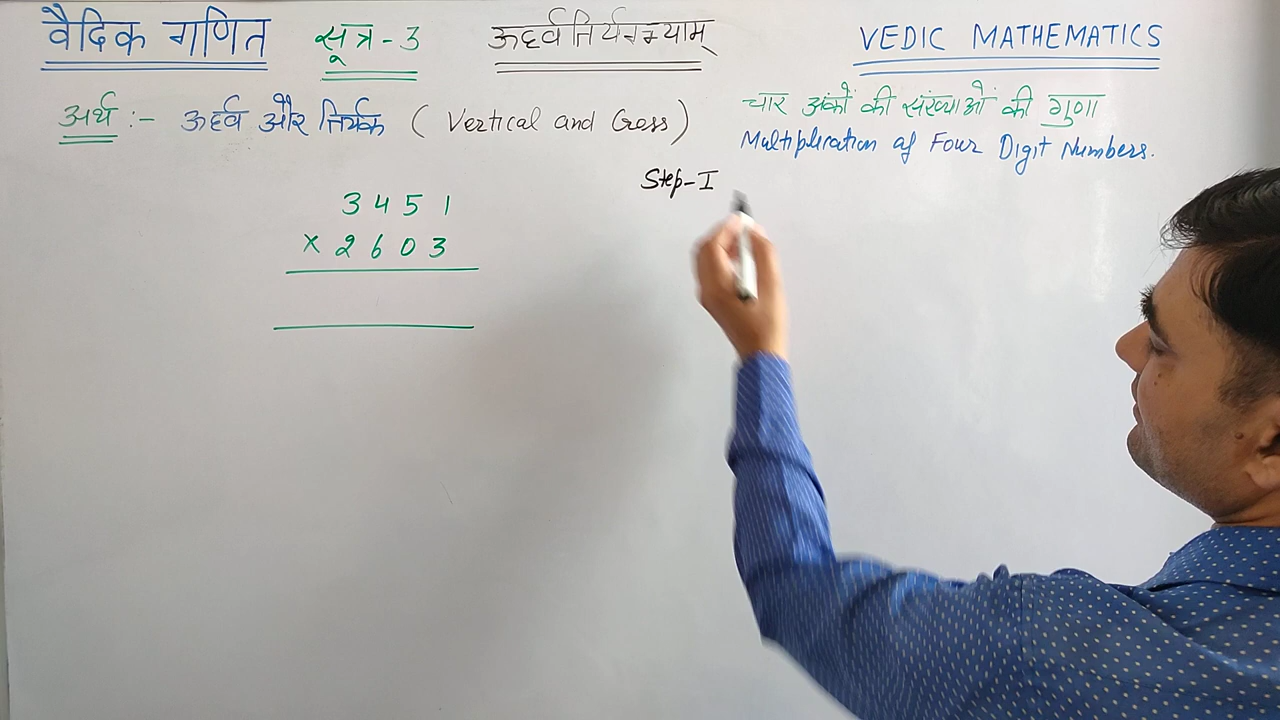 वैदिक गणित सूत्र-3 ऊर्ध्वतिर्यग्भ्याम् VEDIC MATHEMATICS
अर्थ :- ऊर्ध्व और तिर्यक (Vertical and Cross)
चार अंकों की संख्याओं की गुणा
Multiplication of Four Digit Numbers.
Step-I
3 4 5 1
x 2 6 0 3